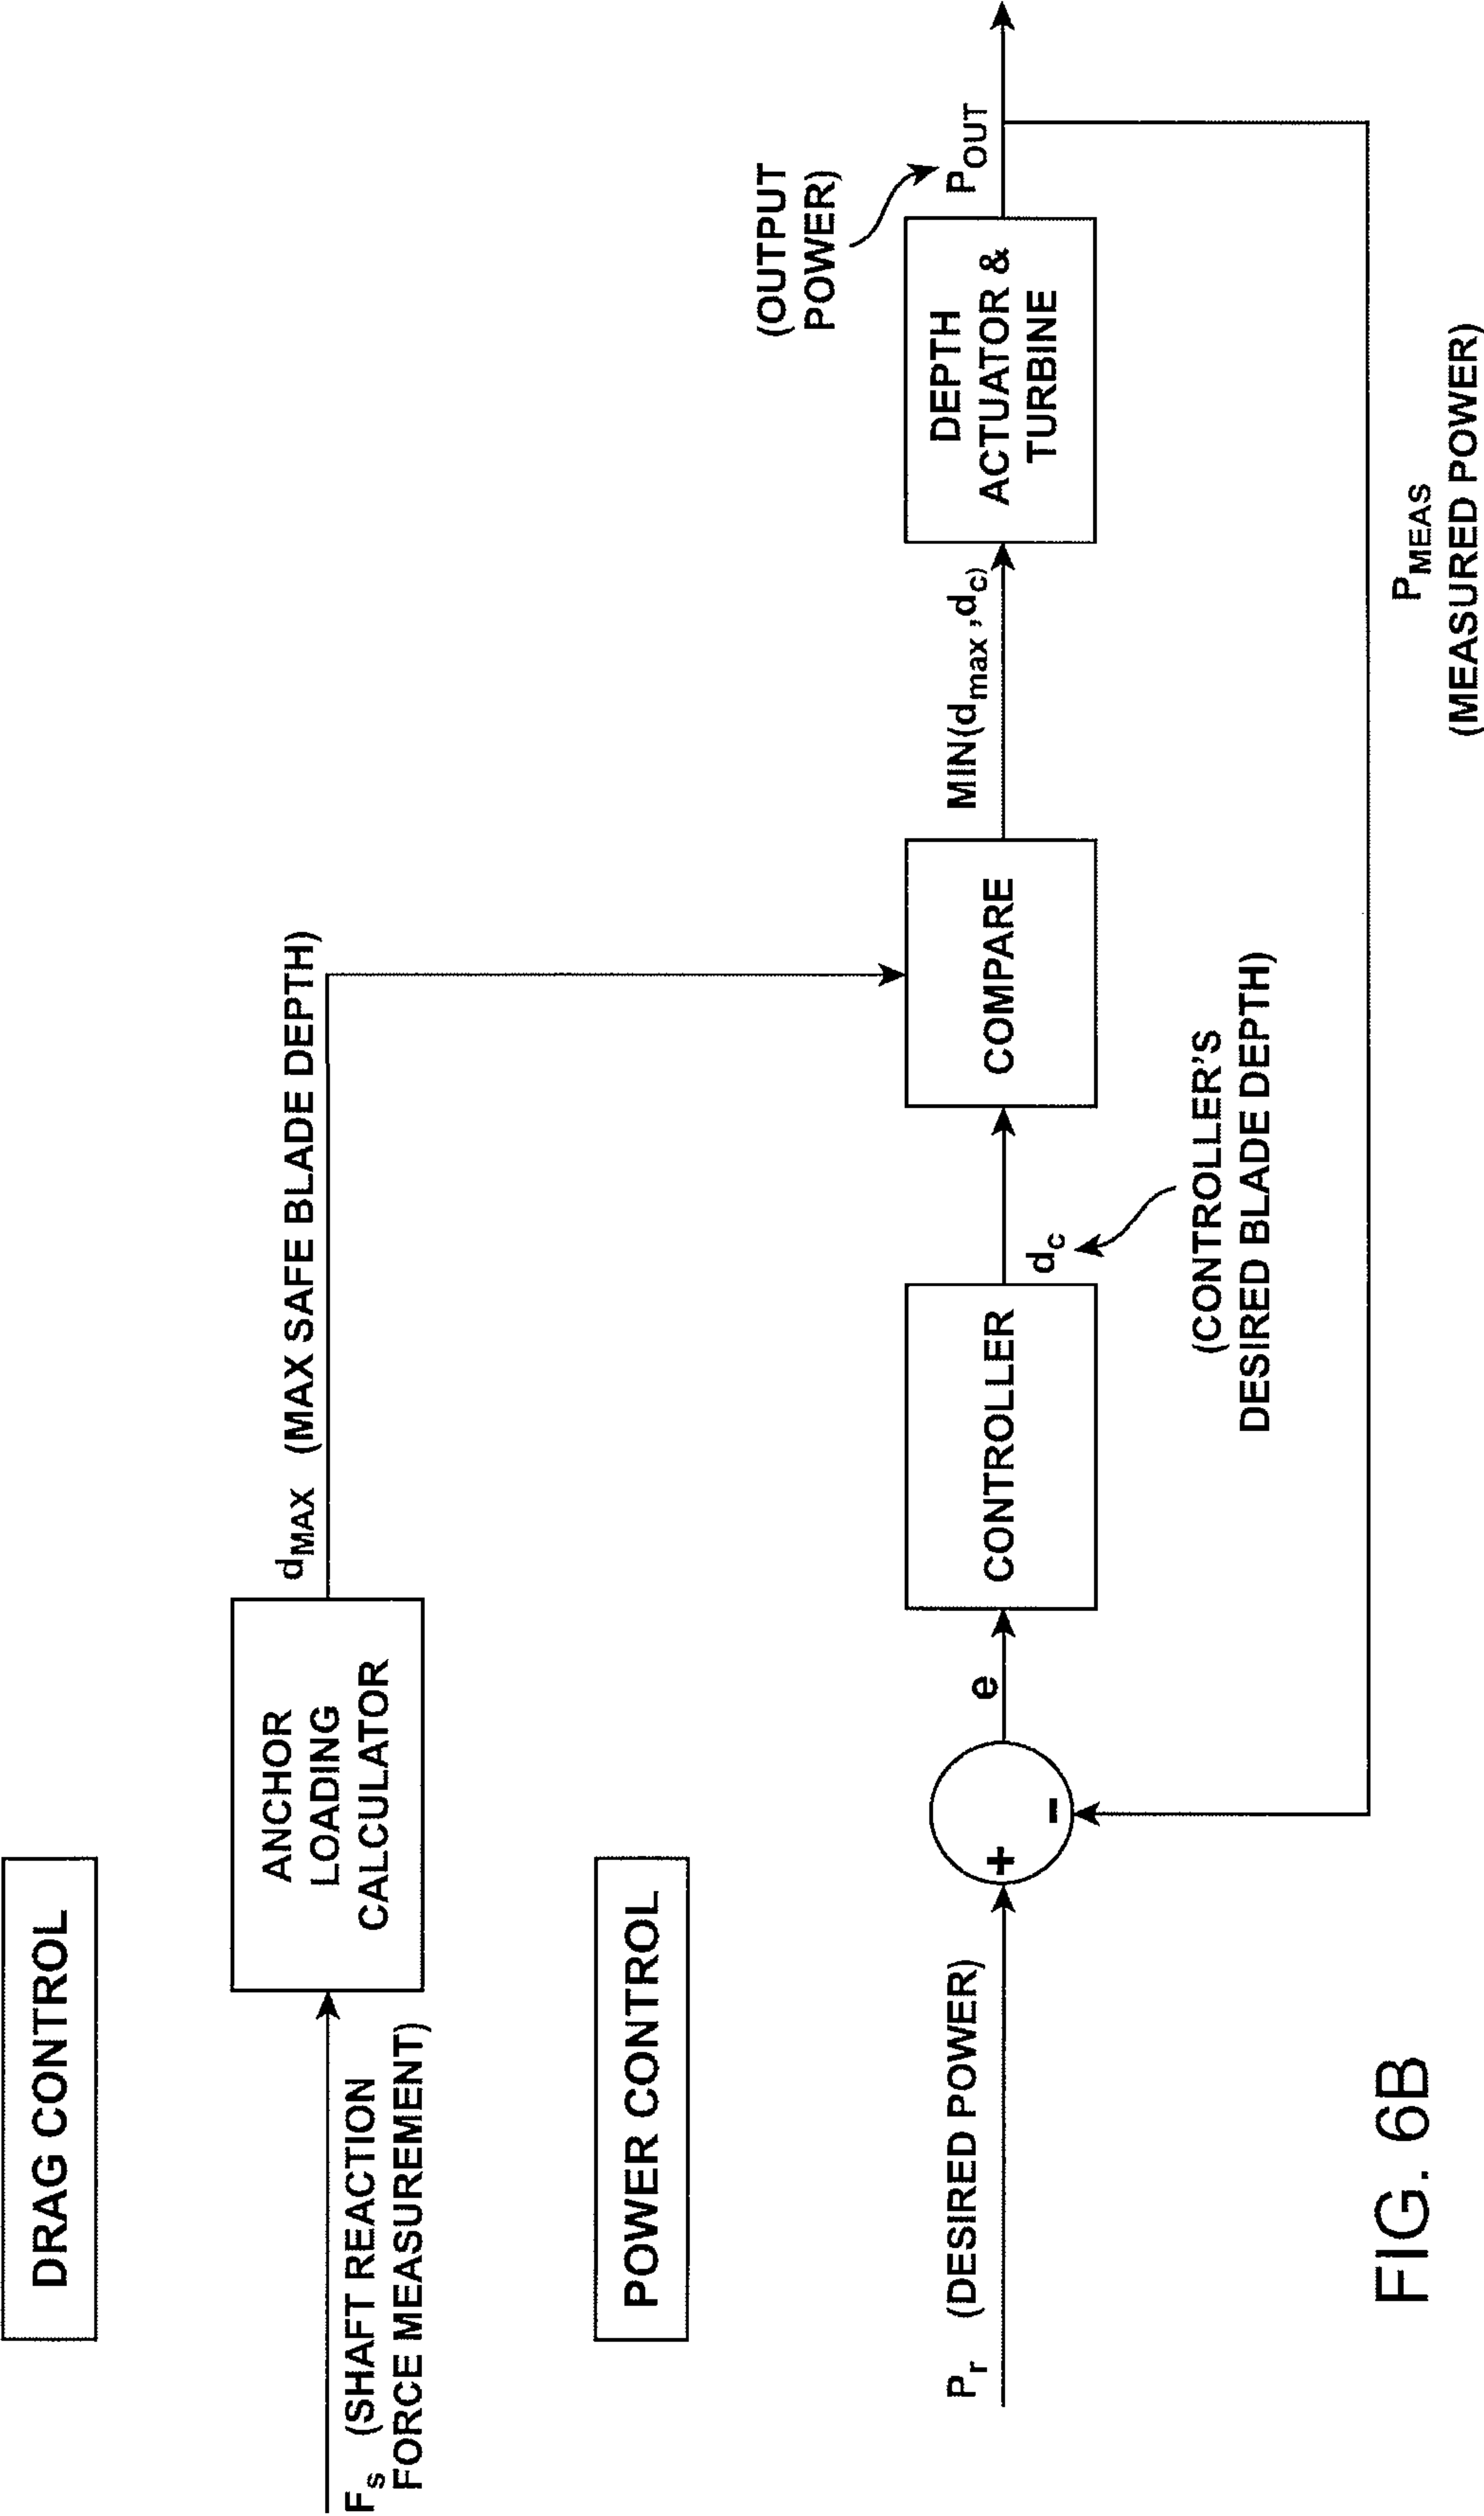 DRAG CONTROL
F_s (SHAFT REACTION
FORCE MEASUREMENT)
ANCHOR
LOADING
CALCULATOR
d_MAX (MAX SAFE BLADE DEPTH)
POWER CONTROL
P_r (DESIRED POWER)
+
-
e
CONTROLLER
d_c
(CONTROLLER'S
DESIRED BLADE DEPTH)
COMPARE
MIN(d_max,d_c)
DEPTH
ACTUATOR &
TURBINE
(OUTPUT
POWER)
P_OUT
P_MEAS
(MEASURED POWER)
FIG. 6B